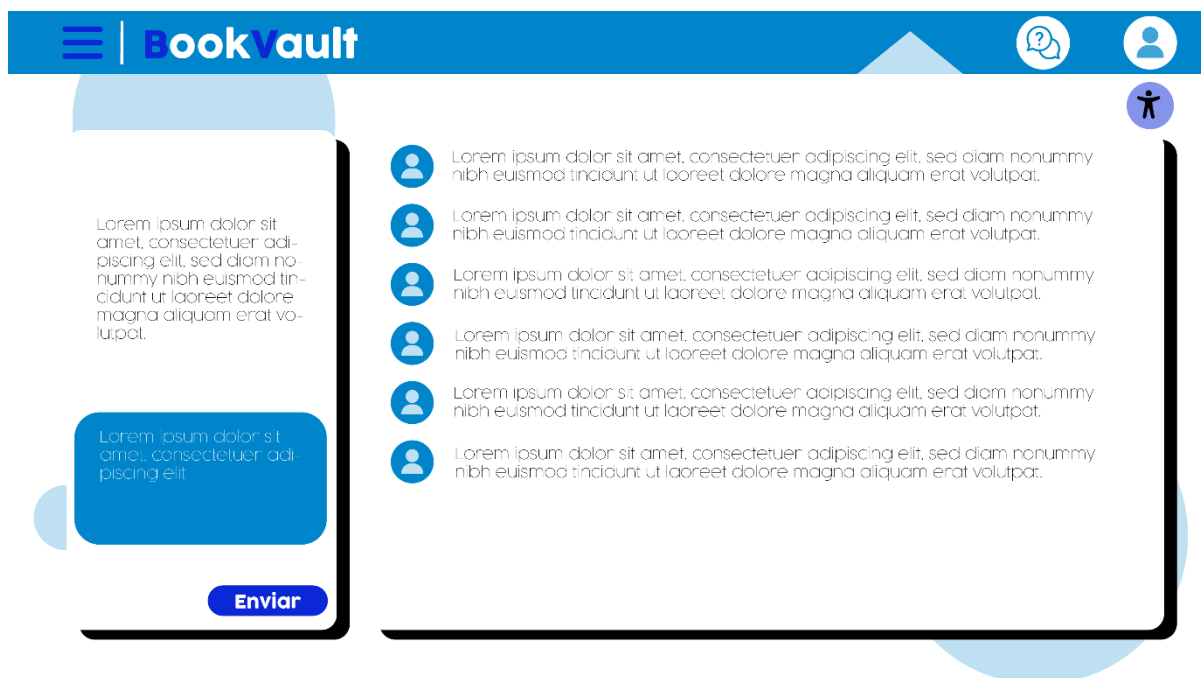 BookVault
Lorem ipsum dolor sit
amet, consectetuer adi-
piscing elit, sed diam no-
nummy nibh euismod tin-
cidunt ut laoreet dolore
magna aliquam erat vo-
lutpat.
Lorem ipsum dolor sit
amet, consectetuer adi-
piscing elit
Enviar
Lorem ipsum dolor sit amet, consectetuer adipiscing elit, sed diam nonummy
nibh euismod tincidunt ut laoreet dolore magna aliquam erat volutpat.
Lorem ipsum dolor sit amet, consectetuer adipiscing elit, sed diam nonummy
nibh euismod tincidunt ut laoreet dolore magna aliquam erat volutpat.
Lorem ipsum dolor sit amet, consectetuer adipiscing elit, sed diam nonummy
nibh euismod tincidunt ut laoreet dolore magna aliquam erat volutpat.
Lorem ipsum dolor sit amet, consectetuer adipiscing elit, sed diam nonummy
nibh euismod tincidunt ut laoreet dolore magna aliquam erat volutpat.
Lorem ipsum dolor sit amet, consectetuer adipiscing elit, sed diam nonummy
nibh euismod tincidunt ut laoreet dolore magna aliquam erat volutpat.
Lorem ipsum dolor sit amet, consectetuer adipiscing elit, sed diam nonummy
nibh euismod tincidunt ut laoreet dolore magna aliquam erat volutpat.